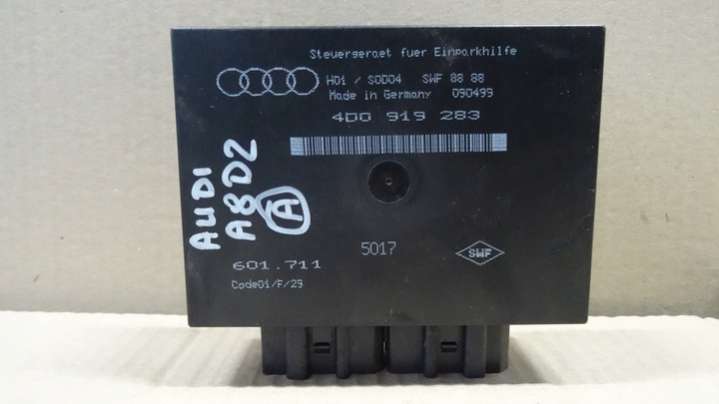 Steuergeraet fuer Einparkhilfe
H01 / S0D04 SWF 88 88
Made in Germany 090499
4D0 919 283
AUDI
A8D2
A
5017
SWF
601.711
Code01/F/29